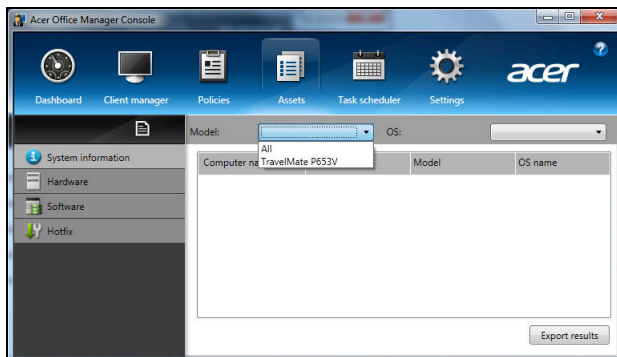 Acer Office Manager Console
acer
Dashboard Client manager Policies Assets Task scheduler Settings
Model: OS:
All
TravelMate P653V
System information
Hardware
Software
Hotfix
Computer na Model OS name
Export results